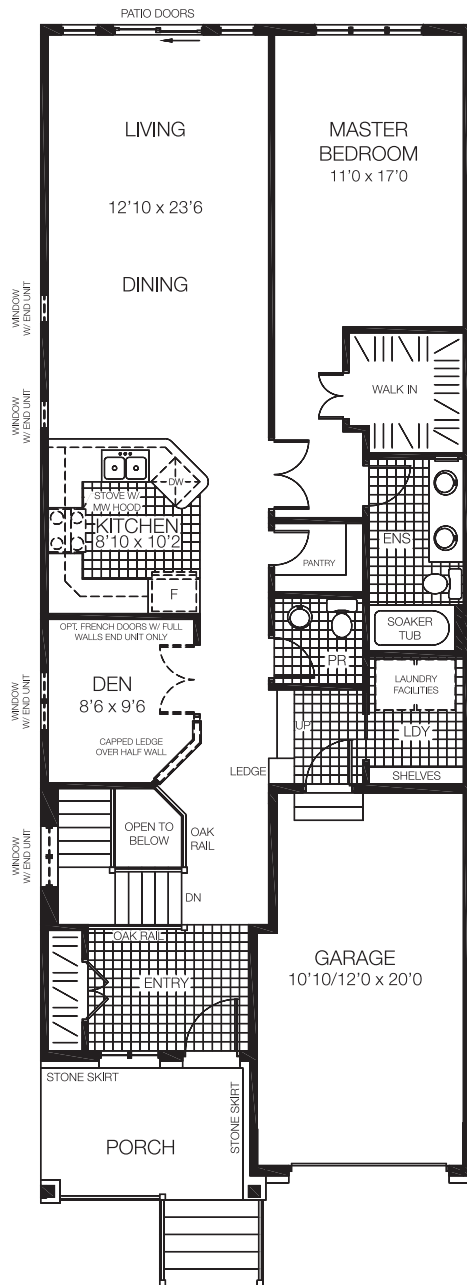 PATIO DOORS
LIVING
12'10 x 23'6
DINING
MASTER
BEDROOM
11'0 x 17'0
WINDOW
W/ END UNIT
WALK IN
WINDOW
W/ END UNIT
DW
STOVE W/
MW HOOD
KITCHEN
8'10 x 10'2
F
ENS
PANTRY
OPT. FRENCH DOORS W/ FULL
WALLS END UNIT ONLY
PR
SOAKER
TUB
DEN
8'6 x 9'6
WINDOW
W/ END UNIT
CAPPED LEDGE
OVER HALF WALL
UP
LAUNDRY
FACILITIES
LDY
LEDGE
SHELVES
OPEN TO
BELOW
OAK
RAIL
WINDOW
W/ END UNIT
DN
OAK RAIL
ENTRY
GARAGE
10'10/12'0 x 20'0
STONE SKIRT
STONE SKIRT
PORCH